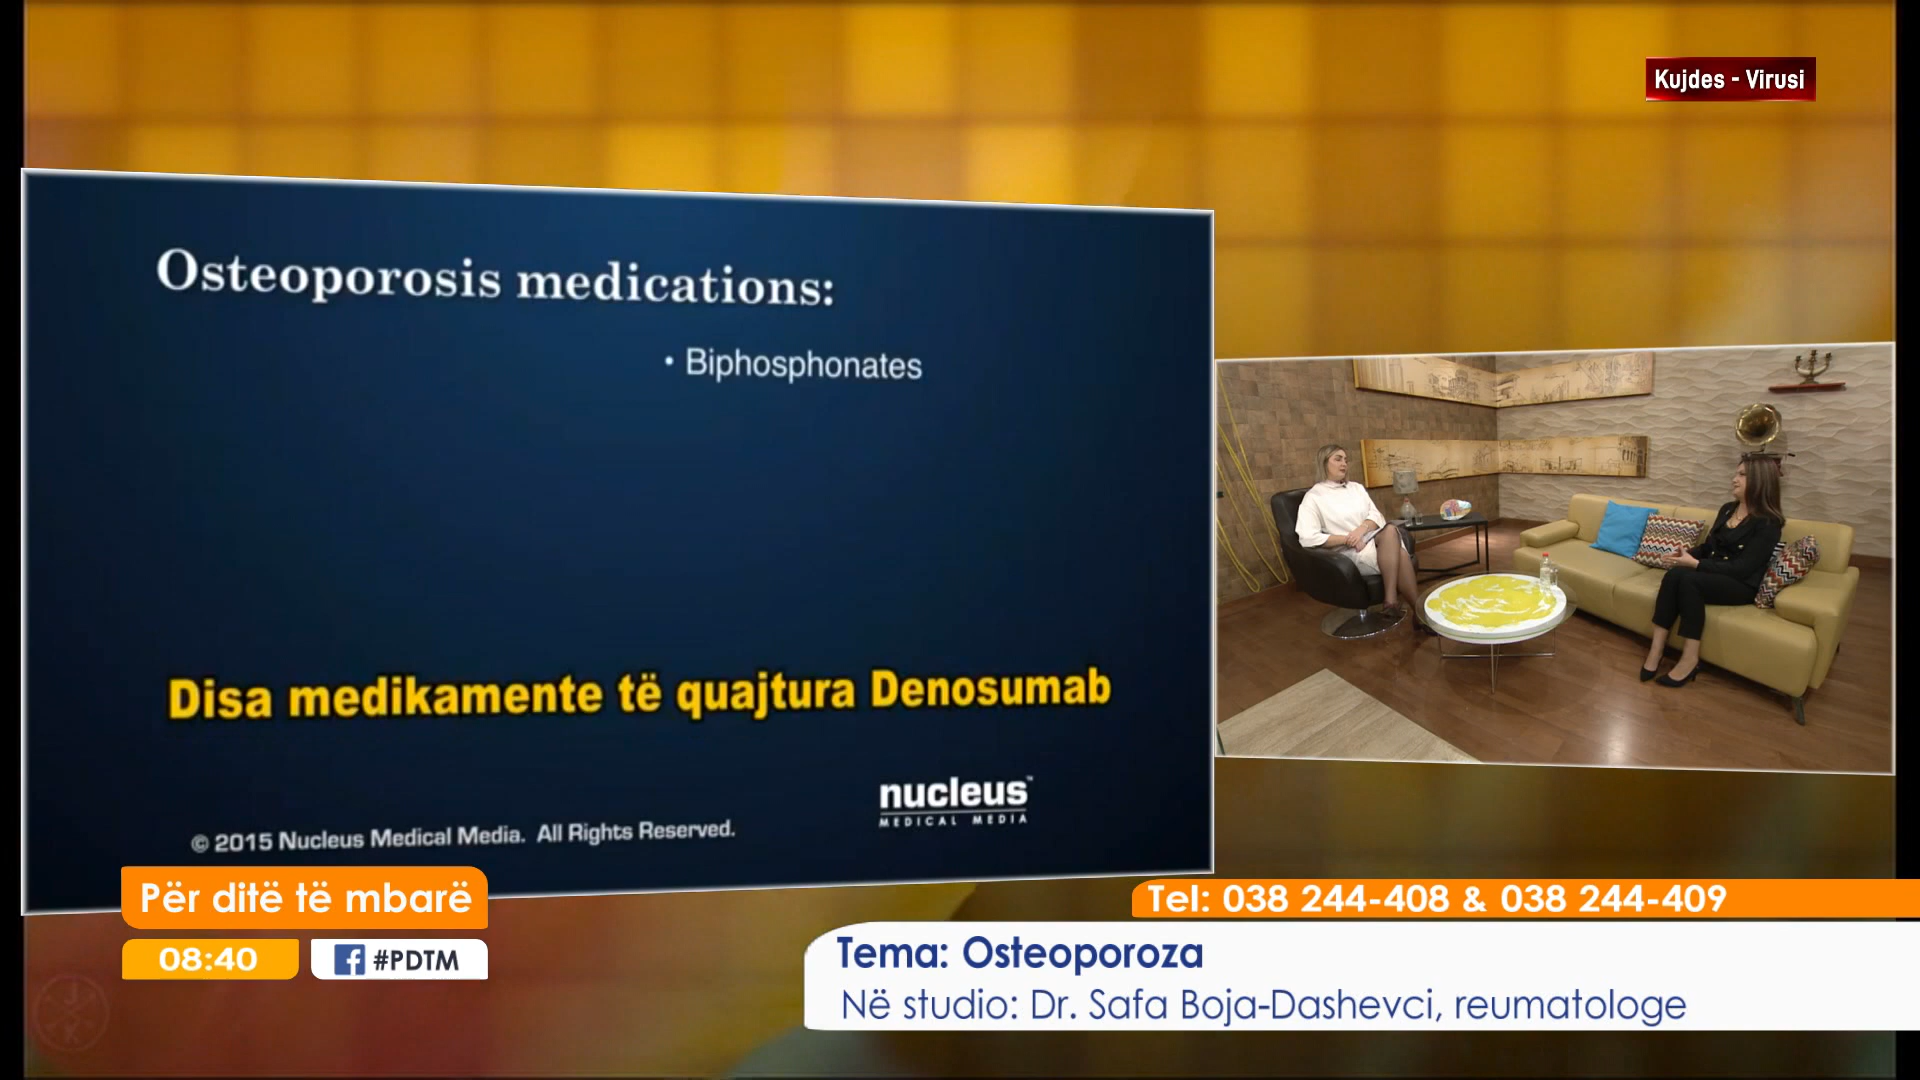 Kujdes - Virusi
Osteoporosis medications:
• Biphosphonates
Disa medikamente të quajtura Denosumab
nucleus™
MEDICAL MEDIA
© 2015 Nucleus Medical Media. All Rights Reserved.
Për ditë të mbarë
08:40
#PDTM
Tel: 038 244-408 & 038 244-409
Tema: Osteoporoza
Në studio: Dr. Safa Boja-Dashevci, reumatologe
J
K